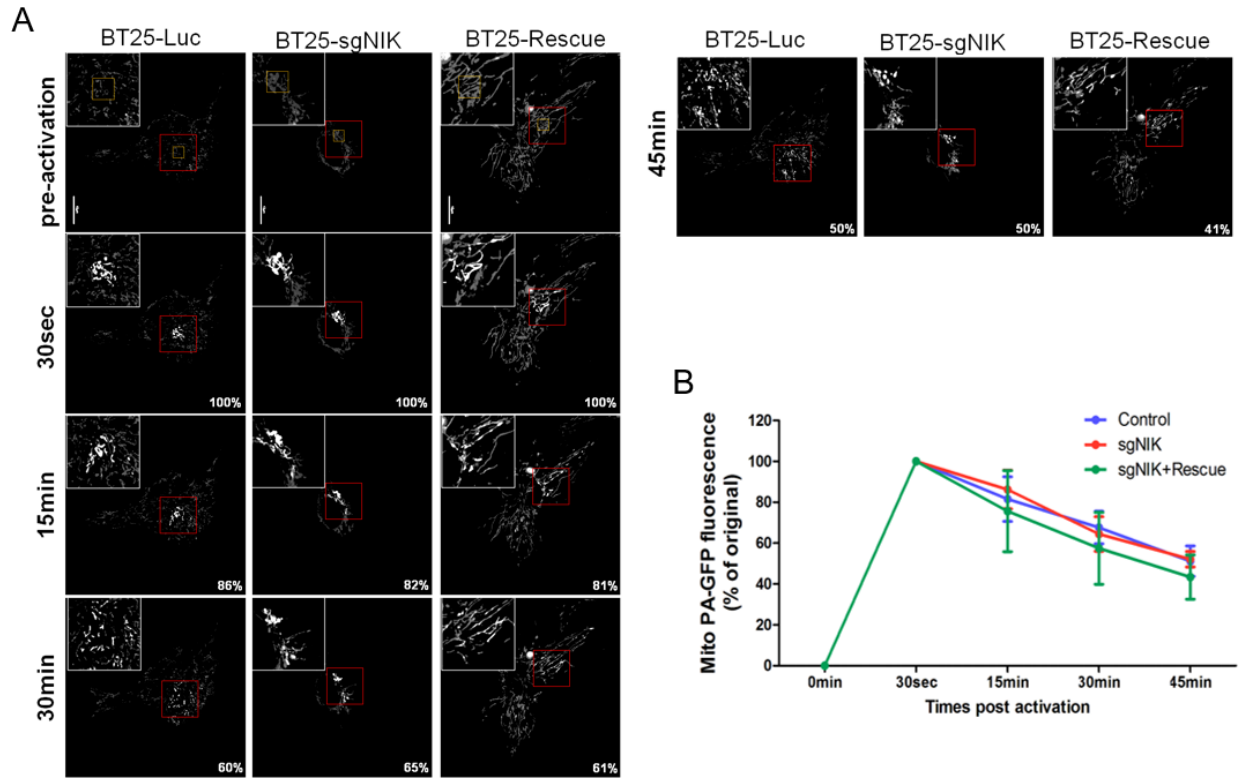 A
BT25-Luc
BT25-sgNIK
BT25-Rescue
pre-activation
30sec
100%
100%
100%
15min
86%
82%
81%
30min
60%
65%
61%
BT25-Luc
BT25-sgNIK
BT25-Rescue
45min
50%
50%
41%
B
Mito PA-GFP fluorescence
(% of original)
120
100
80
60
40
20
0
0min
30sec
15min
30min
45min
Times post activation
Control
sgNIK
sgNIK+Rescue